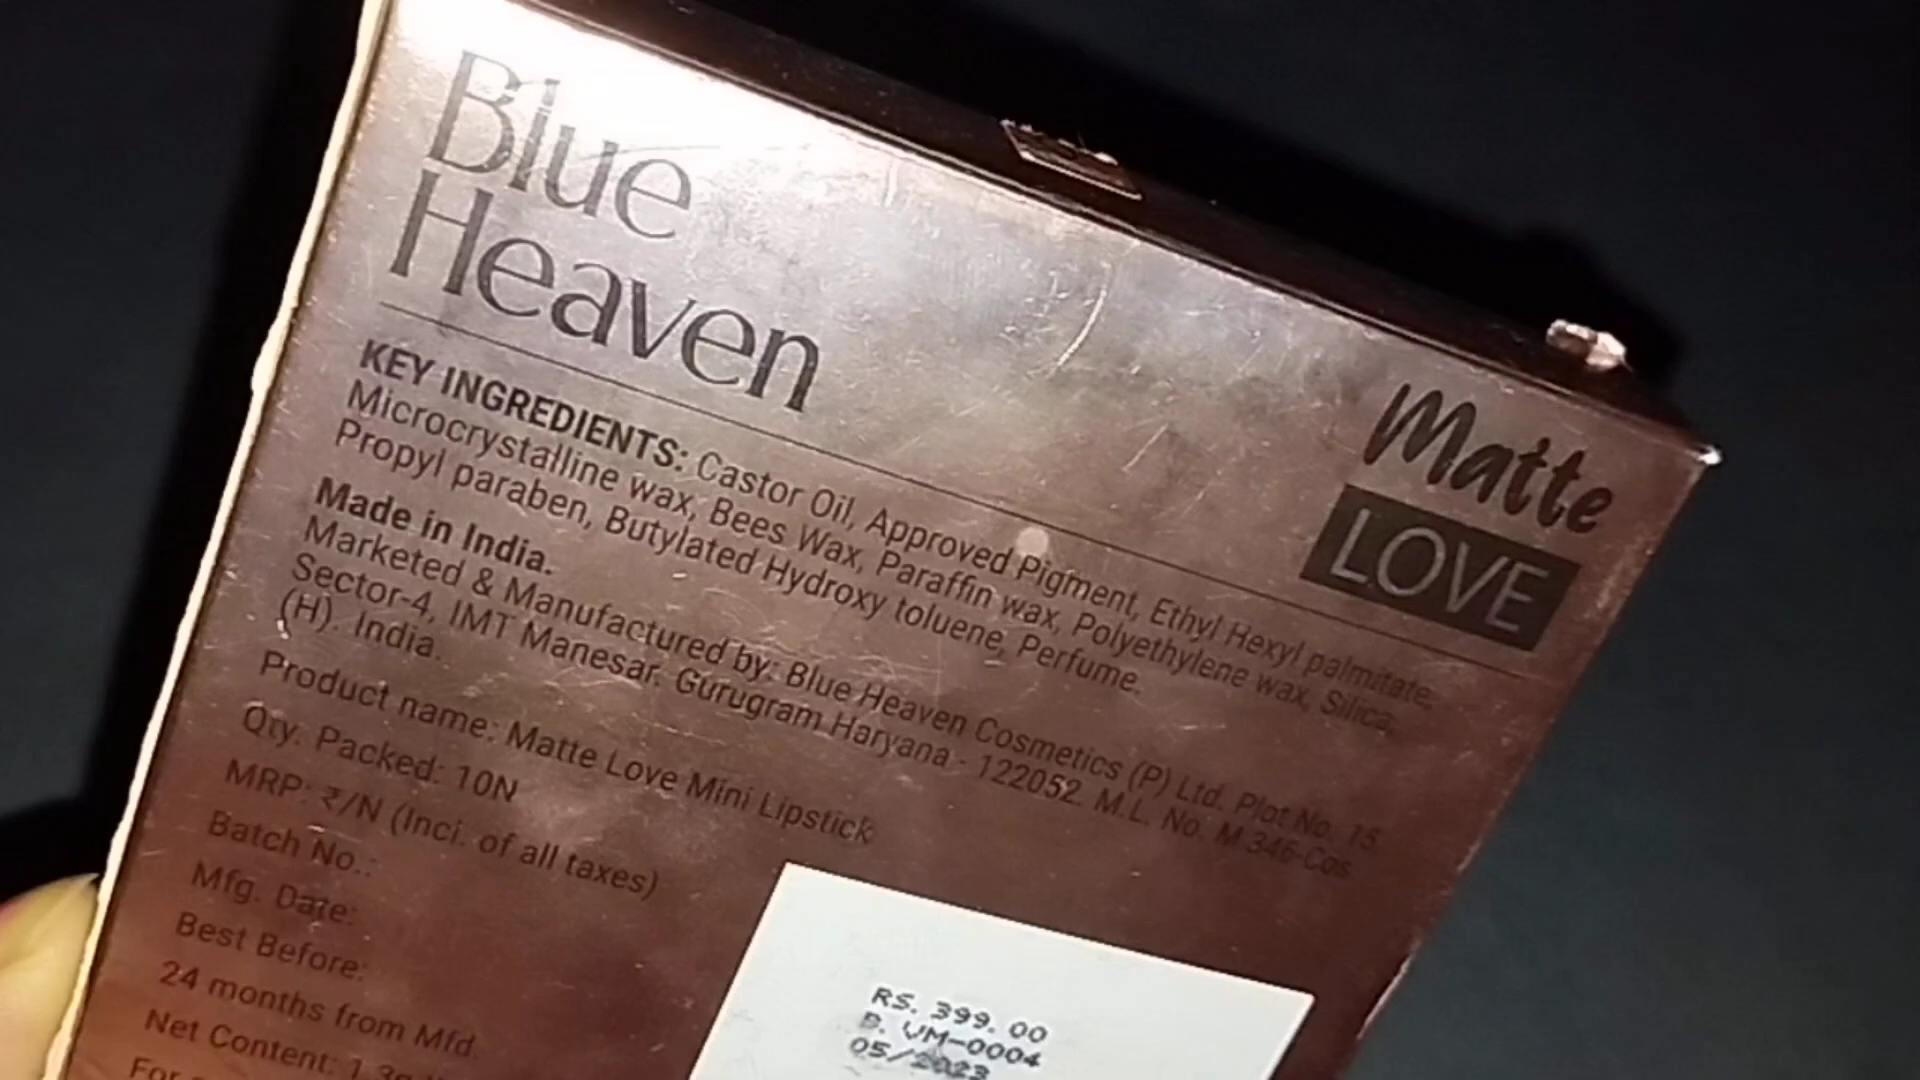 Blue
Heaven
Matte
LOVE
KEY INGREDIENTS: Castor Oil, Approved Pigment, Ethyl Hexyl palmitate,
Microcrystalline wax, Bees Wax, Paraffin wax, Polyethylene wax, Silica,
Propyl paraben, Butylated Hydroxy toluene, Perfume.
Made in India.
Marketed & Manufactured by: Blue Heaven Cosmetics (P) Ltd. Plot No. 15
Sector-4, IMT Manesar, Gurugram Haryana - 122052. M.L. No. M 346-Cos
(H). India.
Product name: Matte Love Mini Lipstick
Qty. Packed: 10N
MRP: ₹/N (Incl. of all taxes)
Batch No.:
Mfg. Date:
Best Before:
24 months from Mfd.
Net Content: 1.3g
For
RS. 399.00
B. VM-0004
05/2023